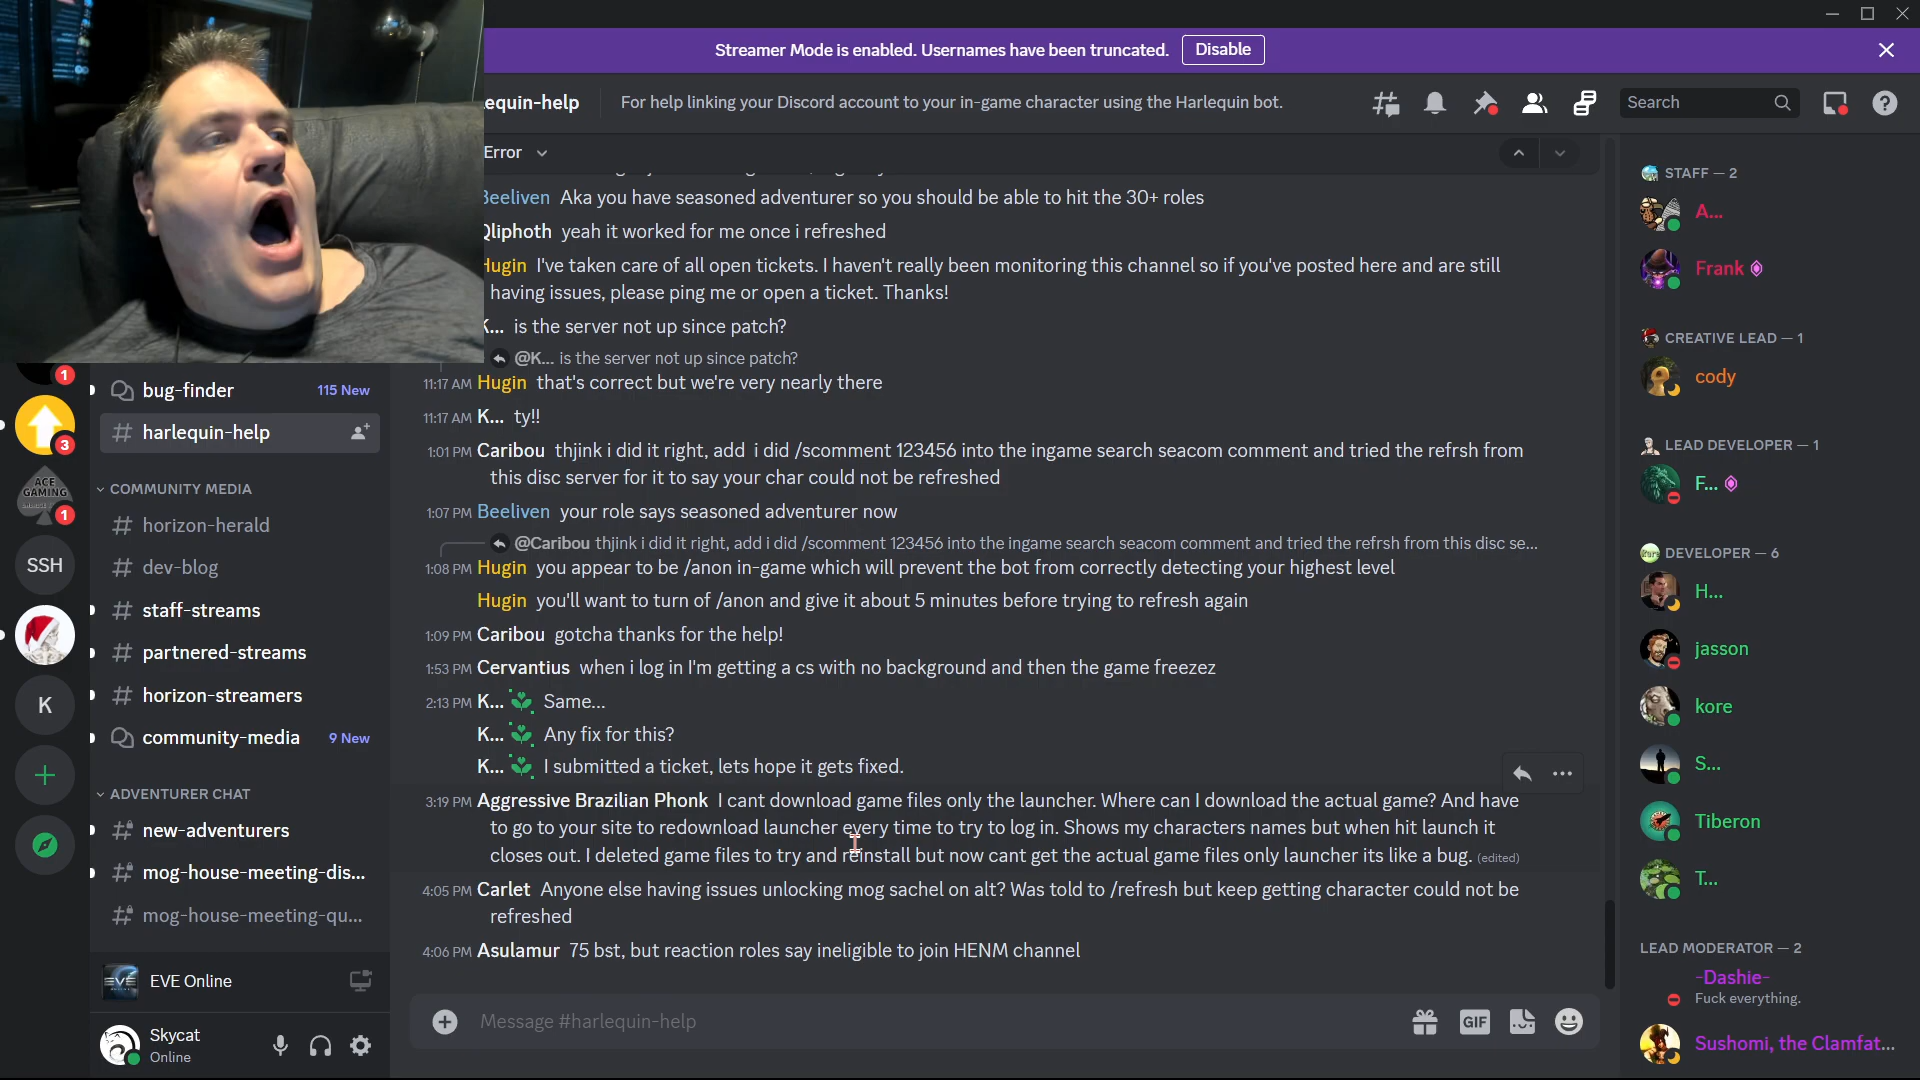 Streamer Mode is enabled. Usernames have been truncated. Disable
equin-help For help linking your Discord account to your in-game character using the Harlequin bot. Search
Error
Beeliven Aka you have seasoned adventurer so you should be able to hit the 30+ roles
Qliphoth yeah it worked for me once i refreshed
Hugin I've taken care of all open tickets. I haven't really been monitoring this channel so if you've posted here and are still
having issues, please ping me or open a ticket. Thanks!
K... is the server not up since patch?
@K... is the server not up since patch?
11:17 AM Hugin that's correct but we're very nearly there
11:17 AM K... ty!!
1:01 PM Caribou thjink i did it right, add i did /scomment 123456 into the ingame search seacom comment and tried the refrsh from
this disc server for it to say your char could not be refreshed
1:07 PM Beeliven your role says seasoned adventurer now
@Caribou thjink i did it right, add i did /scomment 123456 into the ingame search seacom comment and tried the refrsh from this disc se...
1:08 PM Hugin you appear to be /anon in-game which will prevent the bot from correctly detecting your highest level
Hugin you'll want to turn of /anon and give it about 5 minutes before trying to refresh again
1:09 PM Caribou gotcha thanks for the help!
1:53 PM Cervantius when i log in I'm getting a cs with no background and then the game freezez
2:13 PM K... Same...
K... Any fix for this?
K... I submitted a ticket, lets hope it gets fixed.
3:19 PM Aggressive Brazilian Phonk I cant download game files only the launcher. Where can I download the actual game? And have
to go to your site to redownload launcher every time to try to log in. Shows my characters names but when hit launch it
closes out. I deleted game files to try and reinstall but now cant get the actual game files only launcher its like a bug. (edited)
4:05 PM Carlet Anyone else having issues unlocking mog sachel on alt? Was told to /refresh but keep getting character could not be
refreshed
4:06 PM Asulamur 75 bst, but reaction roles say ineligible to join HENM channel
Message #harlequin-help
GIF
1
3
ACE
GAMING
1
SSH
K
bug-finder 115 New
harlequin-help
COMMUNITY MEDIA
horizon-herald
dev-blog
staff-streams
partnered-streams
horizon-streamers
community-media 9 New
ADVENTURER CHAT
new-adventurers
mog-house-meeting-dis...
mog-house-meeting-qu...
EVE
EVE Online
Skycat
Online
STAFF — 2
A...
Frank
CREATIVE LEAD — 1
cody
LEAD DEVELOPER — 1
F...
DEVELOPER — 6
H...
jasson
kore
S...
Tiberon
T...
LEAD MODERATOR — 2
-Dashie-
Fuck everything.
Sushomi, the Clamfat...